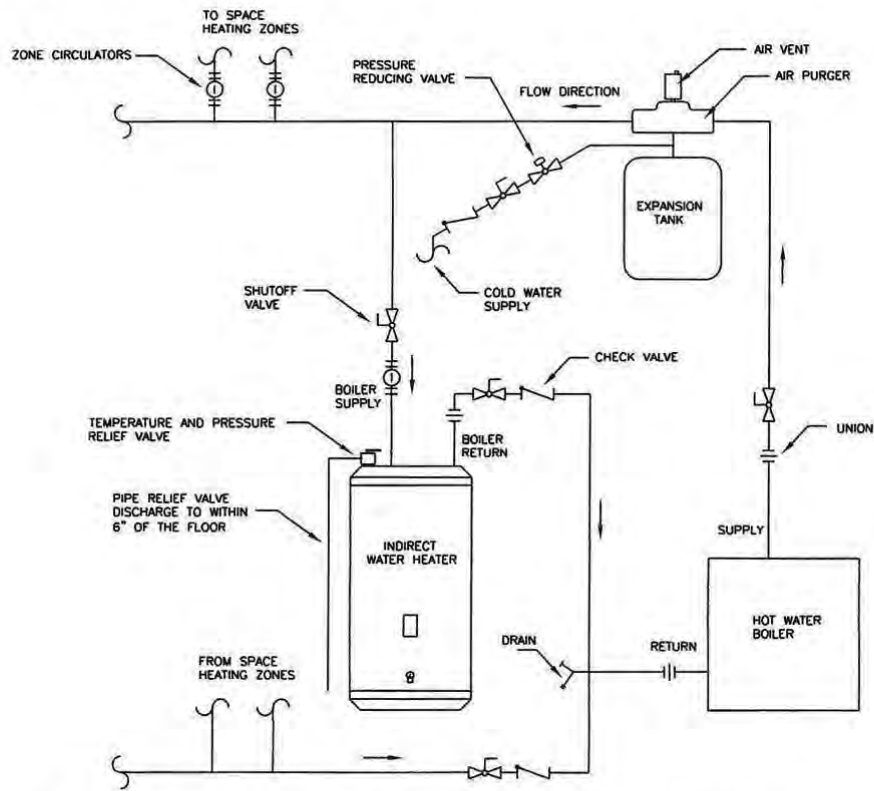 TO SPACE
HEATING ZONES
ZONE CIRCULATORS
PRESSURE
REDUCING VALVE
FLOW DIRECTION
AIR VENT
AIR PURGER
EXPANSION
TANK
COLD WATER
SUPPLY
SHUTOFF
VALVE
CHECK VALVE
BOILER
SUPPLY
TEMPERATURE AND PRESSURE
RELIEF VALVE
BOILER
RETURN
UNION
PIPE RELIEF VALVE
DISCHARGE TO WITHIN
6" OF THE FLOOR
SUPPLY
INDIRECT
WATER HEATER
HOT WATER
BOILER
DRAIN
RETURN
FROM SPACE
HEATING ZONES